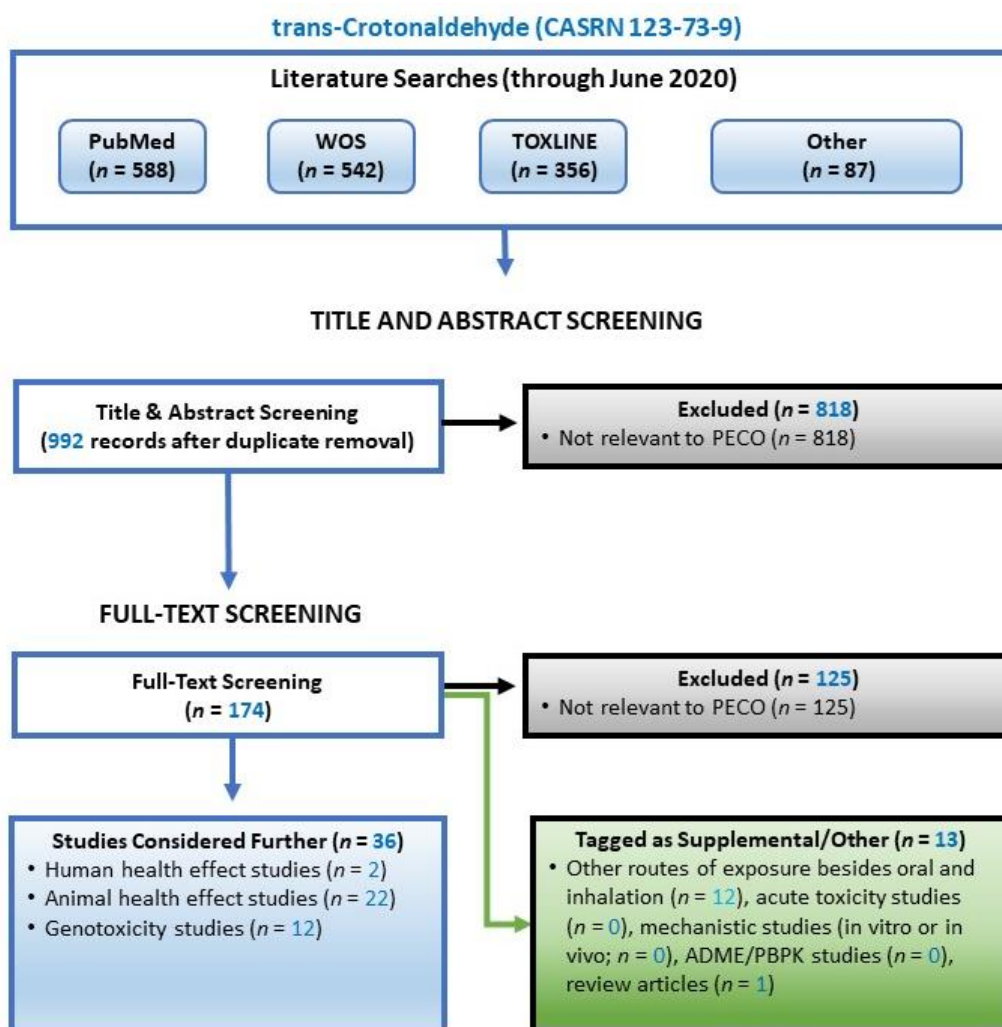 trans-Crotonaldehyde (CASRN 123-73-9)
Literature Searches (through June 2020)
PubMed
(n = 588)
WOS
(n = 542)
TOXLINE
(n = 356)
Other
(n = 87)
TITLE AND ABSTRACT SCREENING
Title & Abstract Screening
(992 records after duplicate removal)
Excluded (n = 818)
• Not relevant to PECO (n = 818)
FULL-TEXT SCREENING
Full-Text Screening
(n = 174)
Excluded (n = 125)
• Not relevant to PECO (n = 125)
Studies Considered Further (n = 36)
• Human health effect studies (n = 2)
• Animal health effect studies (n = 22)
• Genotoxicity studies (n = 12)
Tagged as Supplemental/Other (n = 13)
• Other routes of exposure besides oral and
inhalation (n = 12), acute toxicity studies
(n = 0), mechanistic studies (in vitro or in
vivo; n = 0), ADME/PBPK studies (n = 0),
review articles (n = 1)